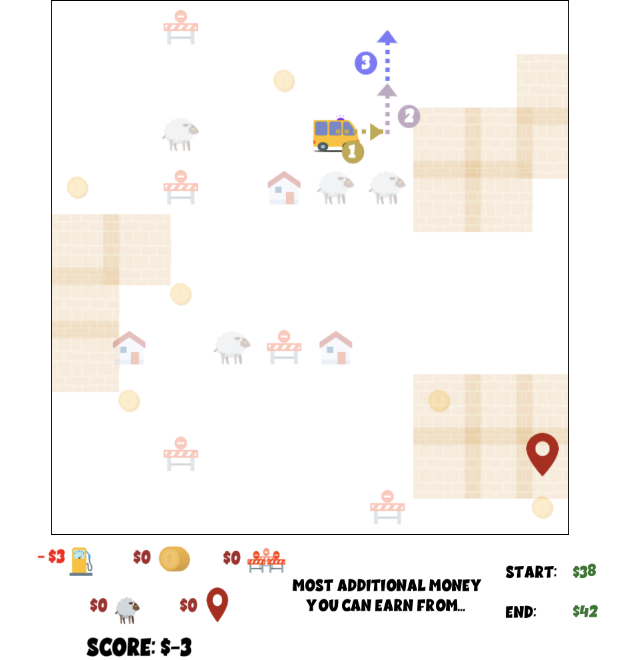 3
2
1
- $3 $0 $0
$0 $0
MOST ADDITIONAL MONEY
YOU CAN EARN FROM...
START: $38
END: $42
SCORE: $-3